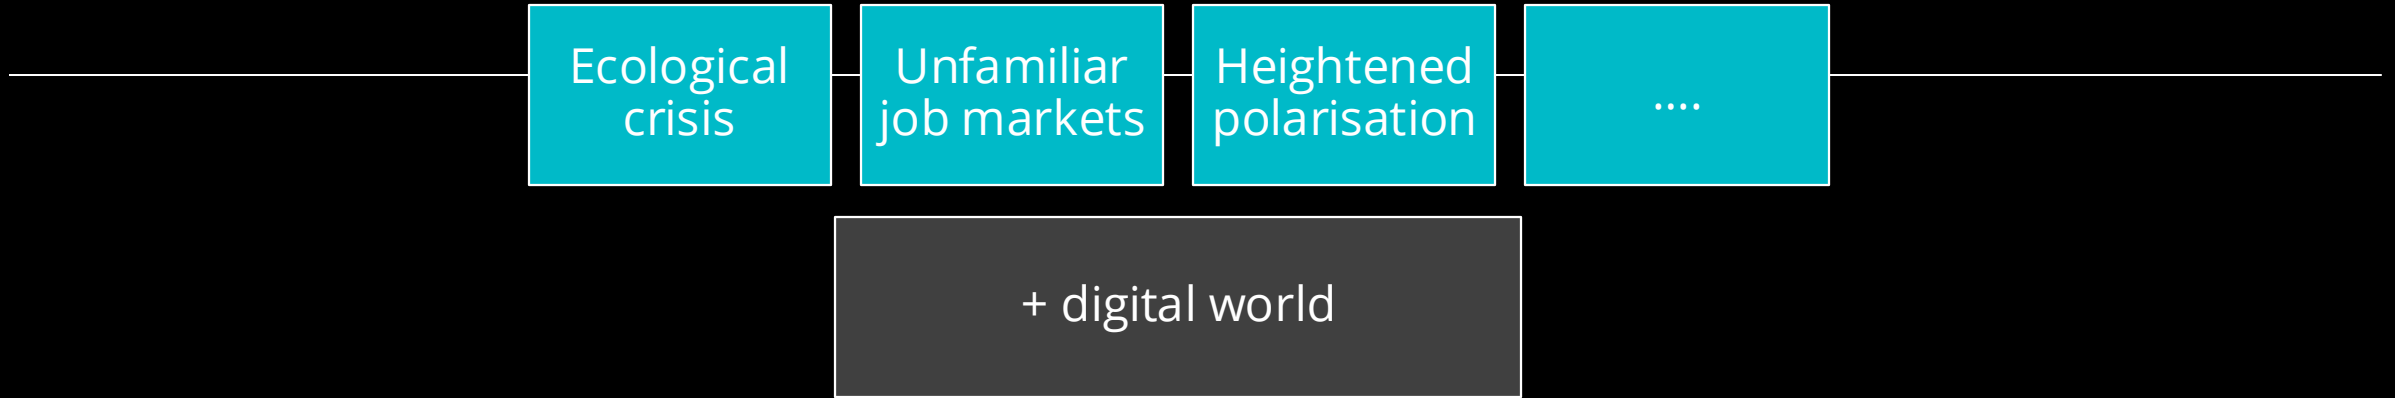 Ecological
crisis
Unfamiliar
job markets
Heightened
polarisation
....
+ digital world